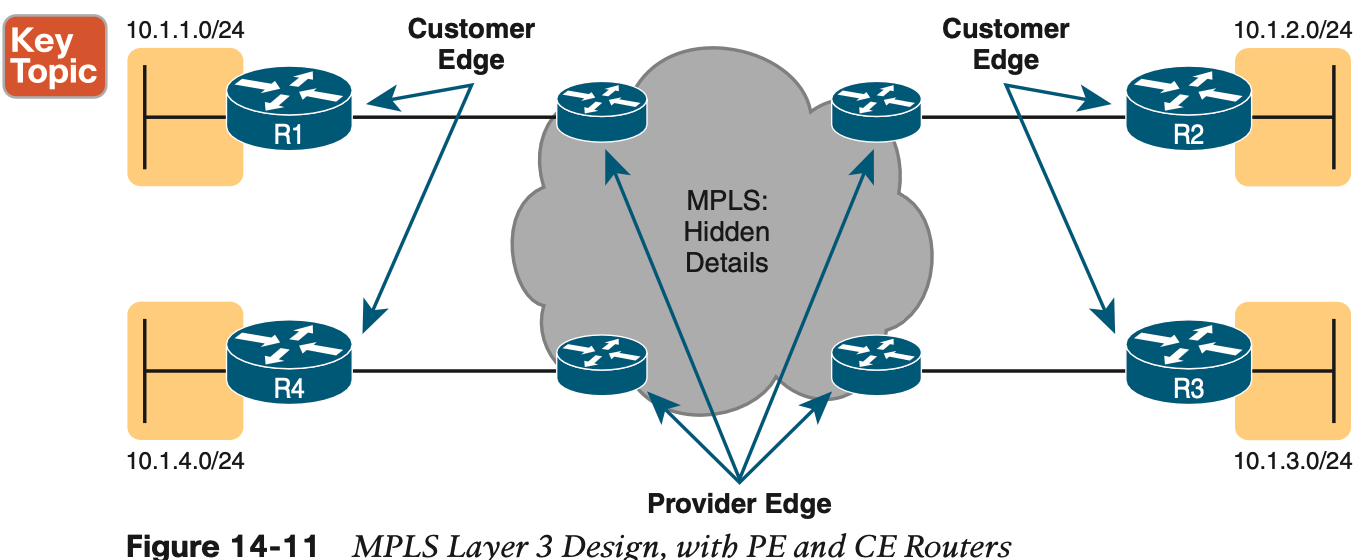 Key
Topic
10.1.1.0/24
Customer
Edge
Customer
Edge
10.1.2.0/24
R1
R2
MPLS:
Hidden
Details
R4
R3
10.1.4.0/24
10.1.3.0/24
Provider Edge
Figure 14-11 MPLS Layer 3 Design, with PE and CE Routers